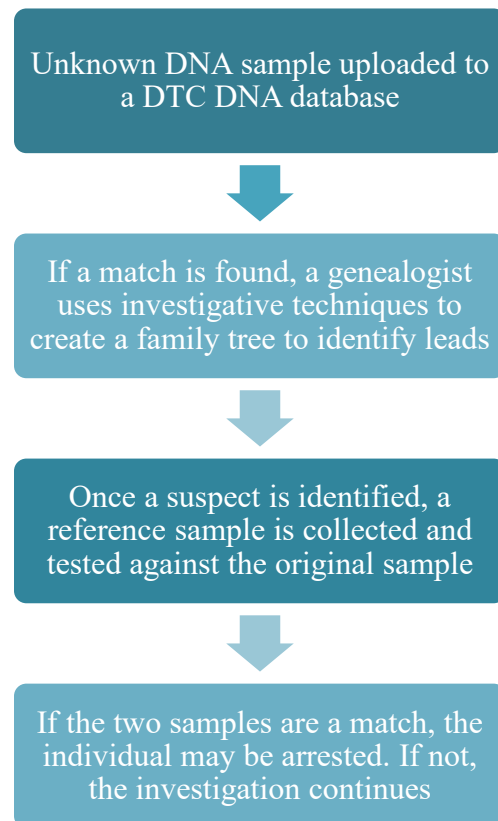 Unknown DNA sample uploaded to
a DTC DNA database
If a match is found, a genealogist
uses investigative techniques to
create a family tree to identify leads
Once a suspect is identified, a
reference sample is collected and
tested against the original sample
If the two samples are a match, the
individual may be arrested. If not,
the investigation continues